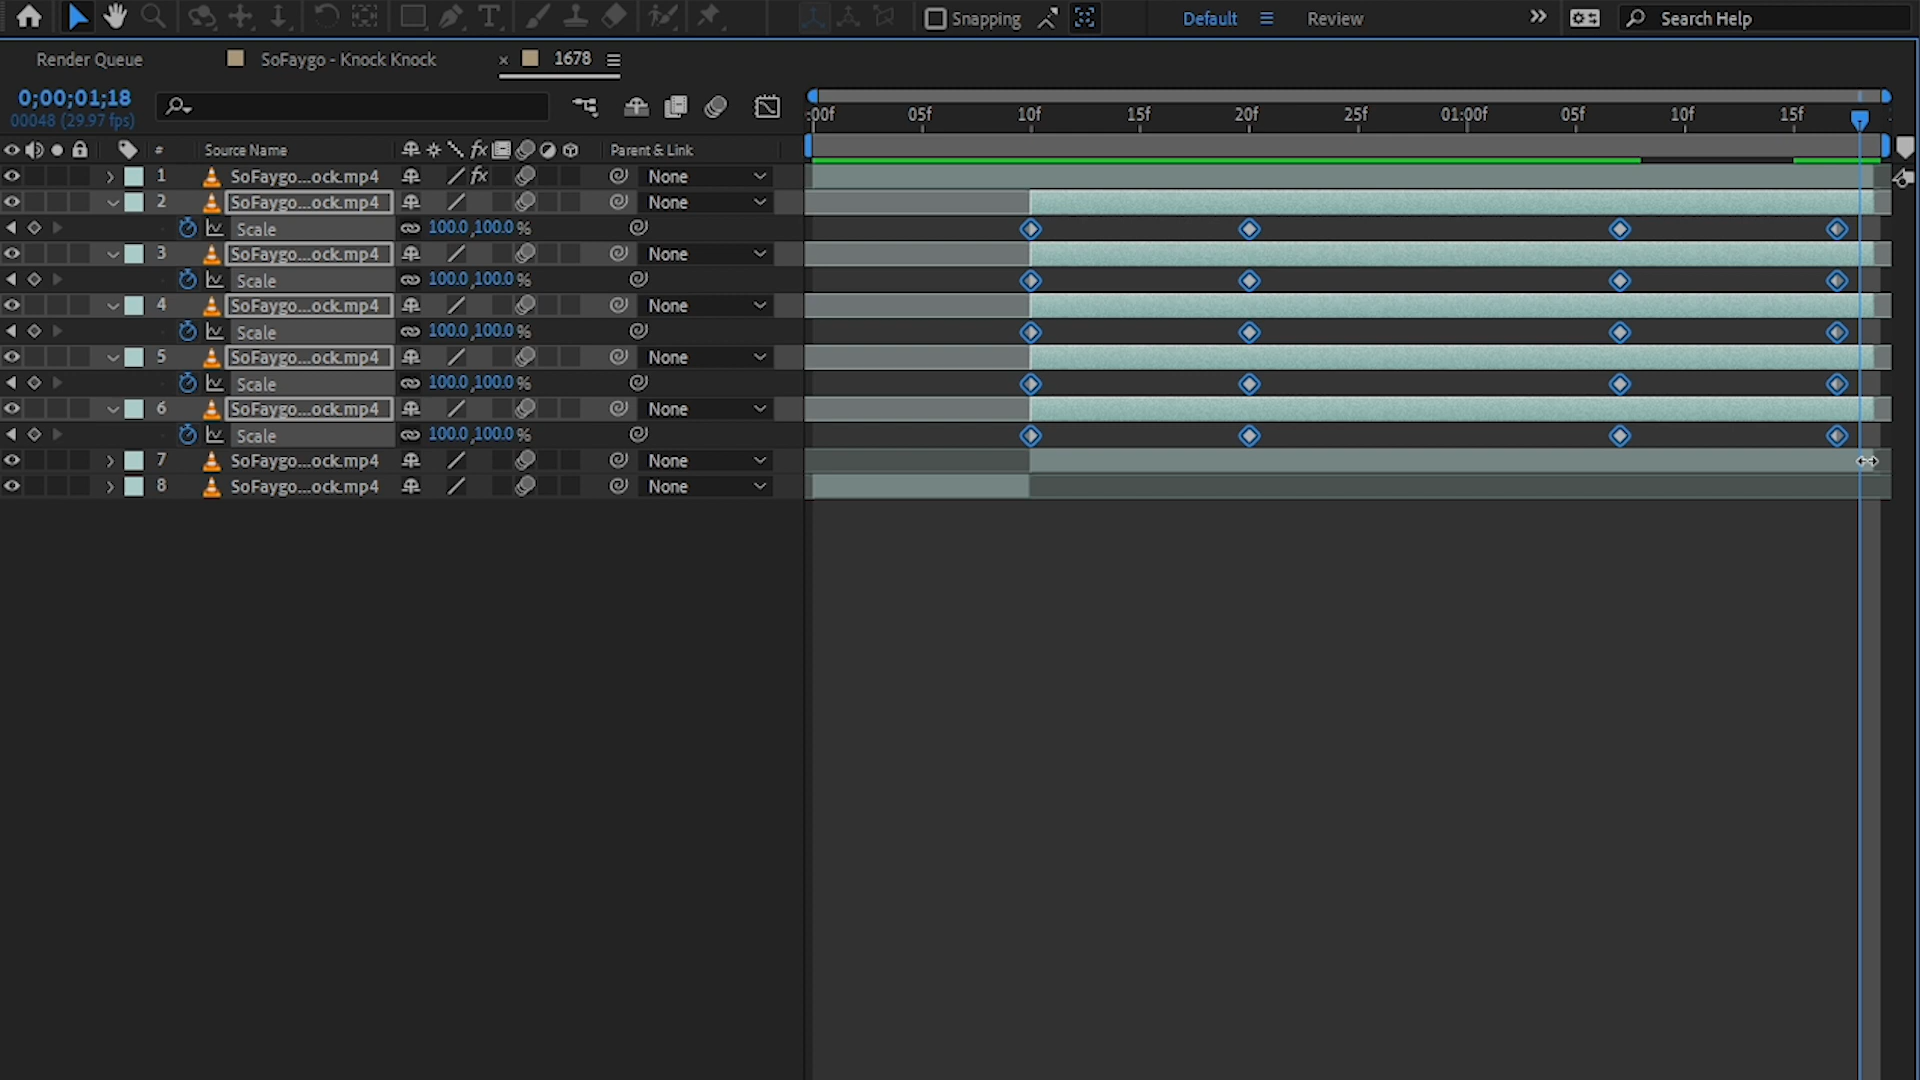 Snapping Default Review Search Help
Render Queue SoFaygo - Knock Knock × 1678
0;00;01;18
00048 (29.97 fps)
:00f 05f 10f 15f 20f 25f 01:00f 05f 10f 15f
# Source Name fx Parent & Link
1 SoFaygo...ock.mp4 fx None
2 SoFaygo...ock.mp4 None
Scale 100.0,100.0%
3 SoFaygo...ock.mp4 None
Scale 100.0,100.0%
4 SoFaygo...ock.mp4 None
Scale 100.0,100.0%
5 SoFaygo...ock.mp4 None
Scale 100.0,100.0%
6 SoFaygo...ock.mp4 None
Scale 100.0,100.0%
7 SoFaygo...ock.mp4 None
8 SoFaygo...ock.mp4 None